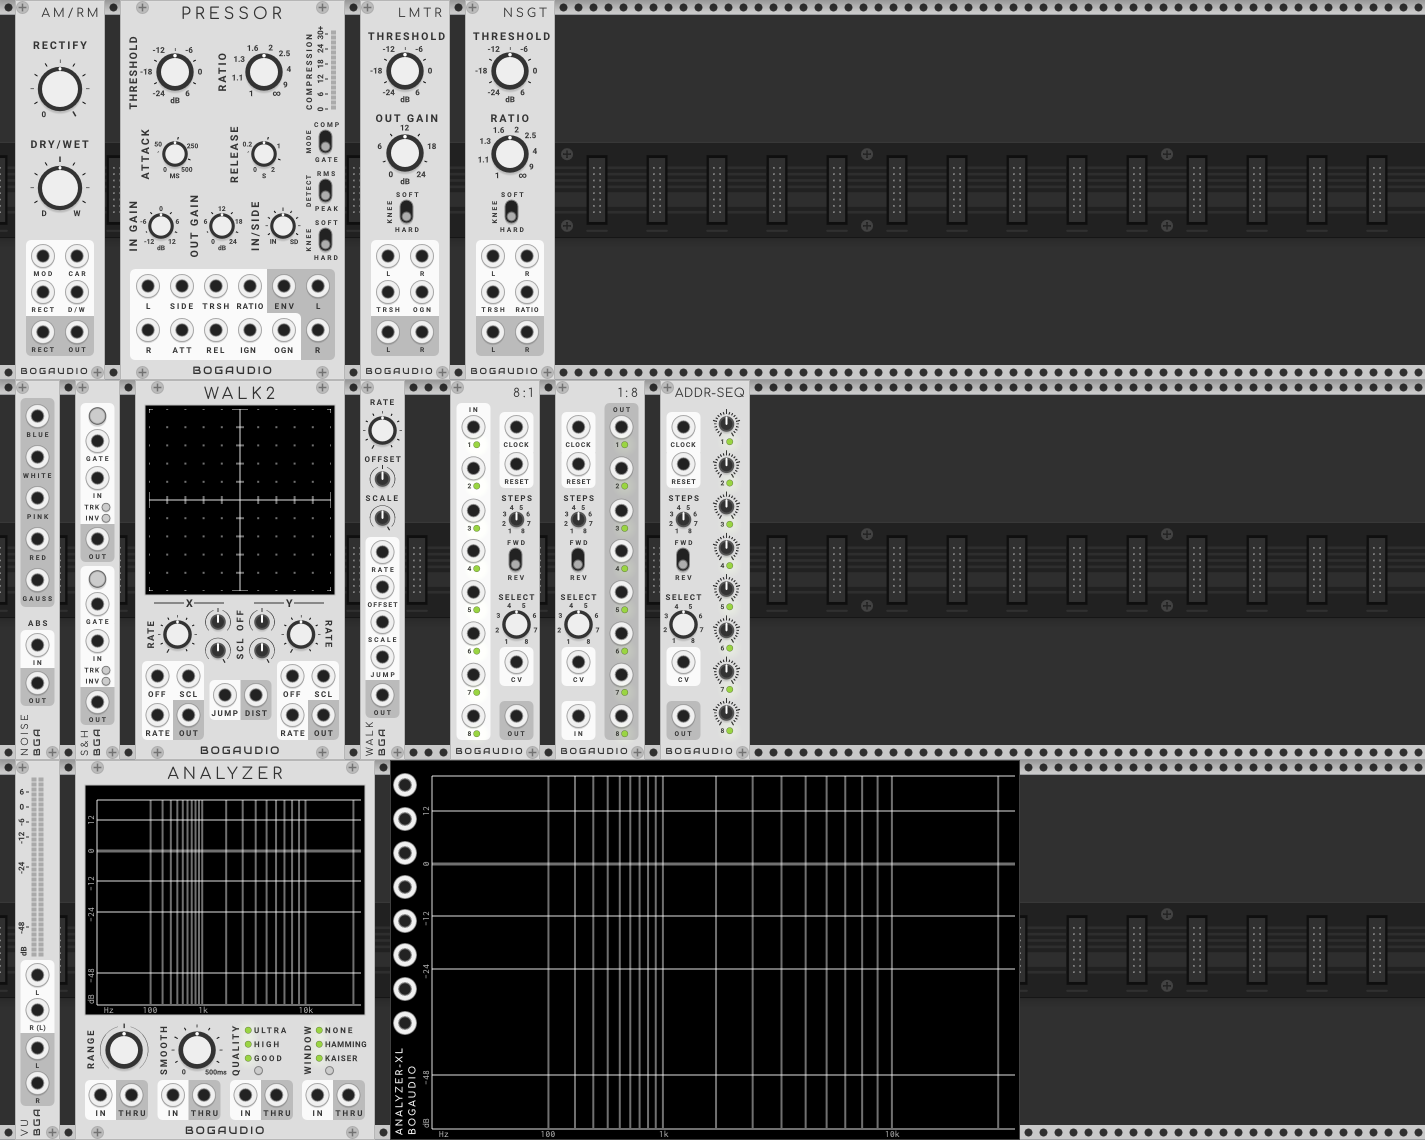 AM/RM
RECTIFY
0
DRY/WET
D W
MOD CAR
RECT D/W
RECT OUT
BOGAUDIO
PRESSOR
THRESHOLD
-24 -18 -12 -6 0 6
dB
RATIO
1 1.1 1.3 1.6 2 2.5 4 9 ∞
COMPRESSION
0 6 12 18 24 30+
ATTACK
0 50 250 500
MS
RELEASE
0 0.2 1 2
S
COMP
MODE
GATE
RMS
DETECT
PEAK
SOFT
KNEE
HARD
IN GAIN
-12 -6 0 6 12
dB
OUT GAIN
0 6 12 18 24
dB
IN/SIDE
IN SD
L SIDE TRSH RATIO ENV L
R ATT REL IGN OGN R
BOGAUDIO
LMTR
THRESHOLD
-24 -18 -12 -6 0 6
dB
OUT GAIN
0 6 12 18 24
dB
SOFT
KNEE
HARD
L R
TRSH OGN
L R
BOGAUDIO
NSGT
THRESHOLD
-24 -18 -12 -6 0 6
dB
RATIO
1 1.1 1.3 1.6 2 2.5 4 9 ∞
SOFT
KNEE
HARD
L R
TRSH RATIO
L R
BOGAUDIO
BLUE
WHITE
PINK
RED
GAUSS
ABS
IN
OUT
NOISE
BGA
GATE
IN
TRK
INV
OUT
GATE
IN
TRK
INV
OUT
S&H
BGA
WALK2
X Y
RATE
SCL OFF
RATE
OFF SCL
RATE OUT
JUMP DIST
OFF SCL
RATE OUT
BOGAUDIO
RATE
OFFSET
SCALE
RATE
OFFSET
SCALE
JUMP
OUT
WALK
BGA
8:1
IN
1
2
3
4
5
6
7
8
CLOCK
RESET
STEPS
1 2 3 4 5 6 7 8
FWD
REV
SELECT
1 2 3 4 5 6 7 8
CV
OUT
BOGAUDIO
1:8
CLOCK
RESET
STEPS
1 2 3 4 5 6 7 8
FWD
REV
SELECT
1 2 3 4 5 6 7 8
CV
IN
OUT
1
2
3
4
5
6
7
8
BOGAUDIO
ADDR-SEQ
CLOCK
RESET
STEPS
1 2 3 4 5 6 7 8
FWD
REV
SELECT
1 2 3 4 5 6 7 8
CV
OUT
1
2
3
4
5
6
7
8
BOGAUDIO
6
0
-6
-12
-24
-48
dB
L
R (L)
L
R
VU
BGA
ANALYZER
12
0
-12
-24
-48
dB
Hz 100 1k 10k
RANGE
SMOOTH
0 500ms
QUALITY
ULTRA
HIGH
GOOD
WINDOW
NONE
HAMMING
KAISER
IN THRU IN THRU IN THRU IN THRU
BOGAUDIO
12
0
-12
-24
-48
dB
Hz 100 1k 10k
ANALYZER-XL
BOGAUDIO